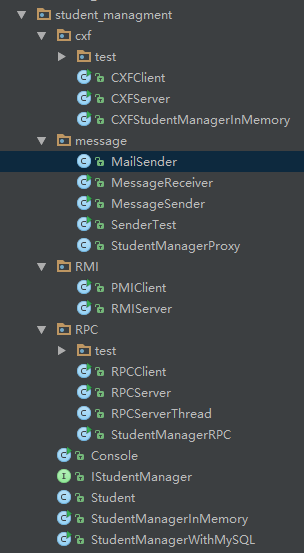 student_managment
cxf
test
CXFClient
CXFServer
CXFStudentManagerInMemory
message
MailSender
MessageReceiver
MessageSender
SenderTest
StudentManagerProxy
RMI
PMIClient
RMIServer
RPC
test
RPCClient
RPCServer
RPCServerThread
StudentManagerRPC
Console
IStudentManager
Student
StudentManagerInMemory
StudentManagerWithMySQL